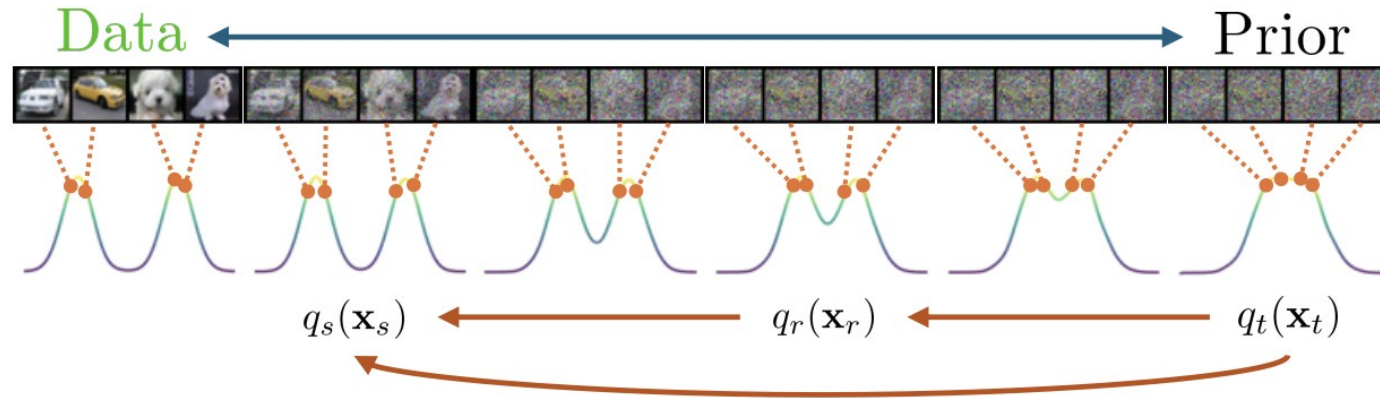 Data Prior
q_s(x_s) q_r(x_r) q_t(x_t)